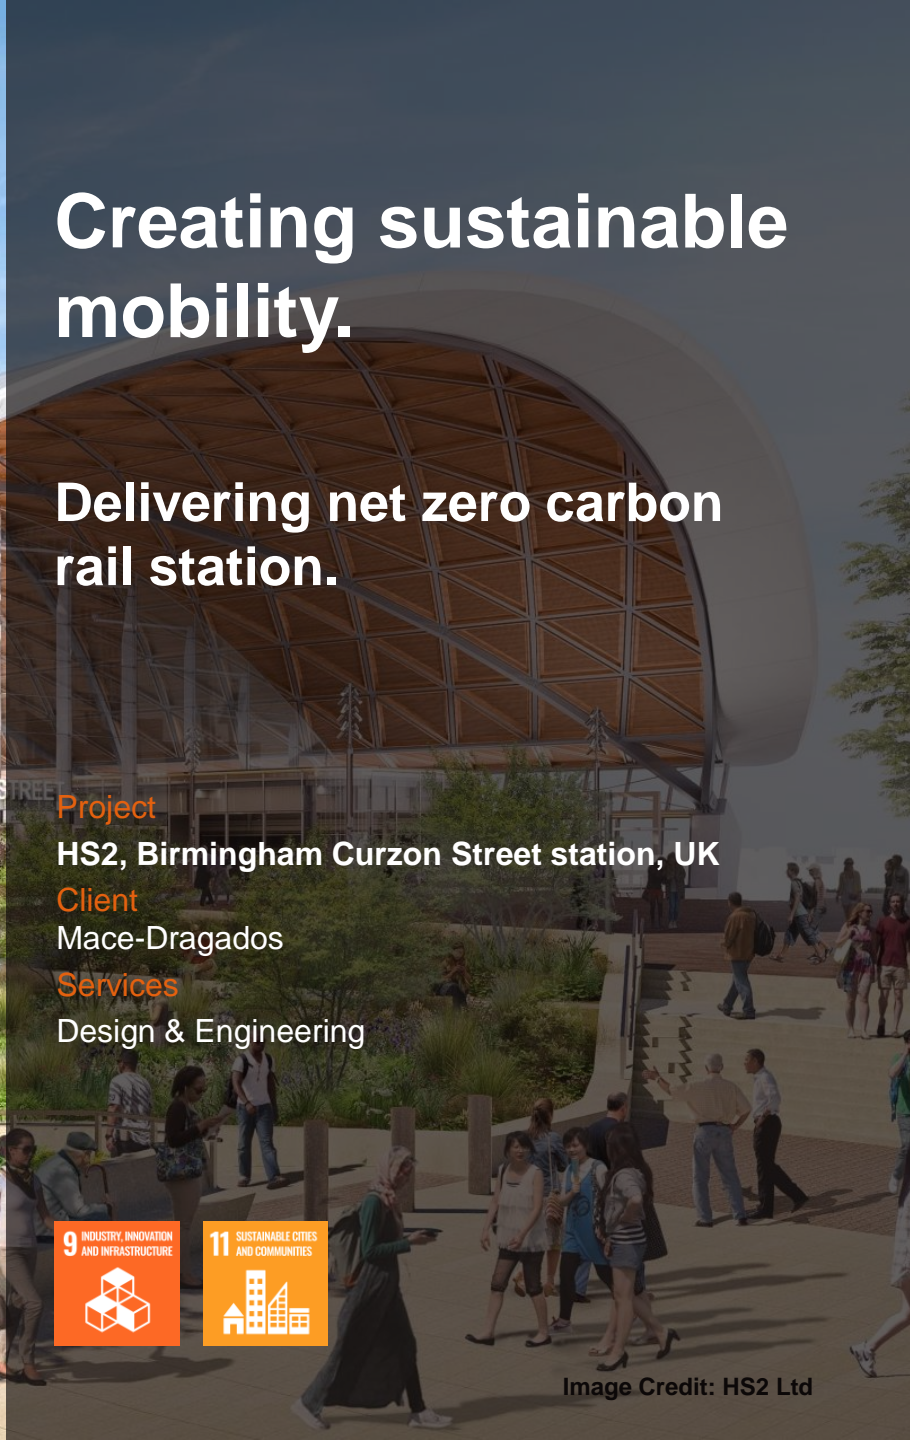 Creating sustainable
mobility.
Delivering net zero carbon
rail station.
STREET
Project
HS2, Birmingham Curzon Street station, UK
Client
Mace-Dragados
Services
Design & Engineering
9 INDUSTRY, INNOVATION
AND INFRASTRUCTURE
11 SUSTAINABLE CITIES
AND COMMUNITIES
Image Credit: HS2 Ltd